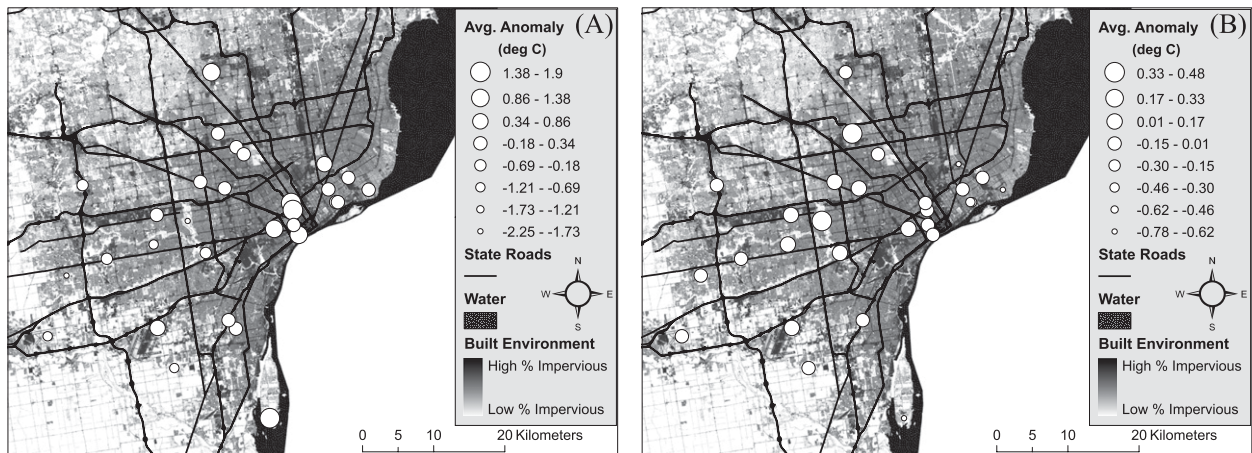 Avg. Anomaly (A)
(deg C)
1.38 - 1.9
0.86 - 1.38
0.34 - 0.86
-0.18 - 0.34
-0.69 - -0.18
-1.21 - -0.69
-1.73 - -1.21
-2.25 - -1.73
State Roads
N
W E
S
Water
Built Environment
High % Impervious
Low % Impervious
0 5 10 20 Kilometers
Avg. Anomaly (B)
(deg C)
0.33 - 0.48
0.17 - 0.33
0.01 - 0.17
-0.15 - 0.01
-0.30 - -0.15
-0.46 - -0.30
-0.62 - -0.46
-0.78 - -0.62
State Roads
N
W E
S
Water
Built Environment
High % Impervious
Low % Impervious
0 5 10 20 Kilometers